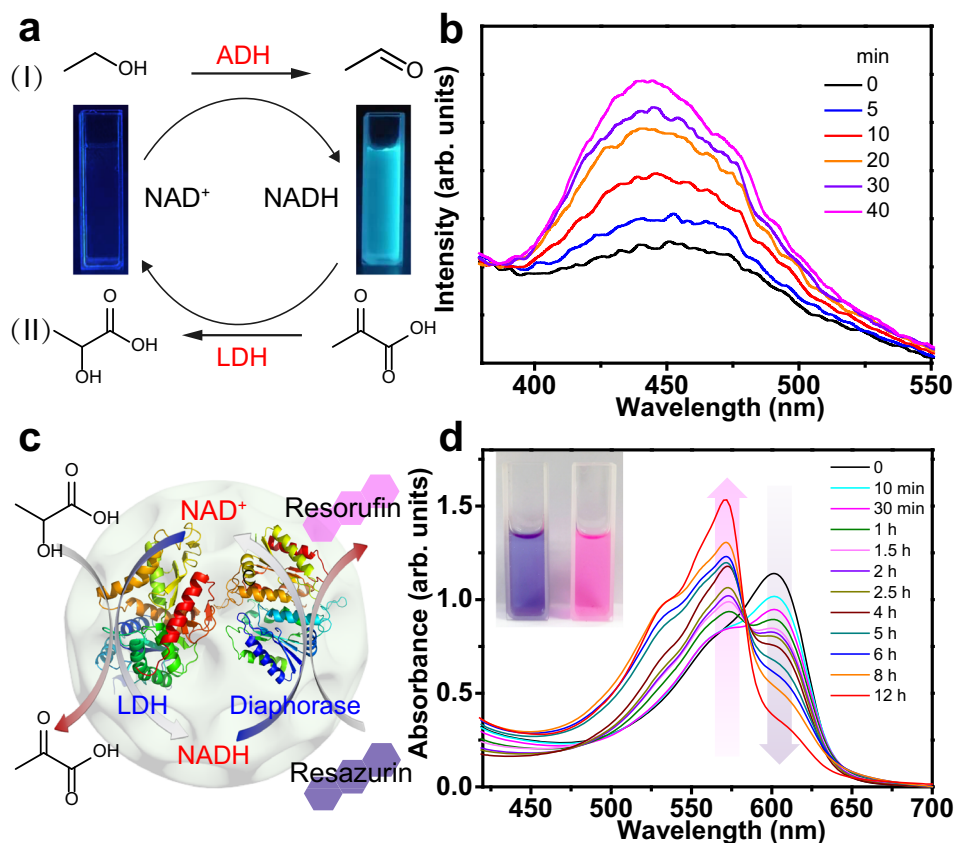 a
(I)
OH
ADH
O
NAD⁺
NADH
(II)
O
OH
OH
LDH
O
OH
O
b
Intensity (arb. units)
min
0
5
10
20
30
40
400
450
500
550
Wavelength (nm)
c
O
OH
OH
NAD⁺
Resorufin
LDH
Diaphorase
NADH
Resazurin
O
OH
O
d
Absorbance (arb. units)
1.5
1.0
0.5
0.0
0
10 min
30 min
1 h
1.5 h
2 h
2.5 h
4 h
5 h
6 h
8 h
12 h
450
500
550
600
650
700
Wavelength (nm)